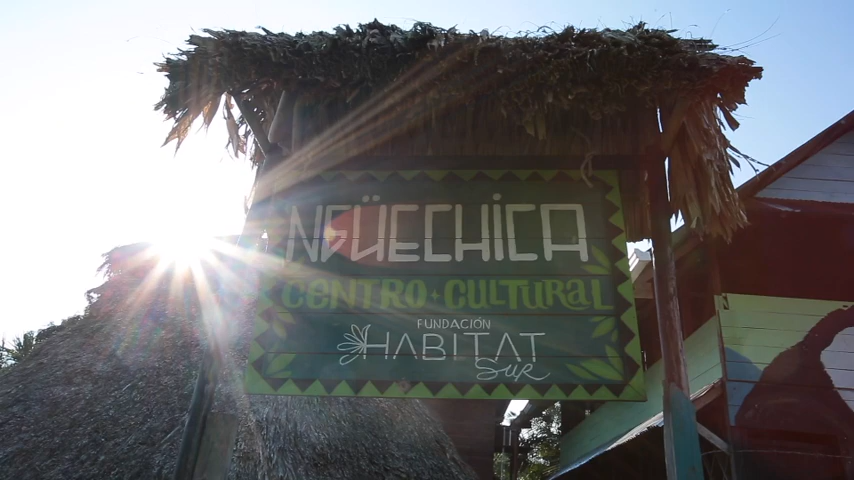 NGÜECHiCA
CENTRO + CULTURAL
FUNDACIÓN
HABITAT
Sur